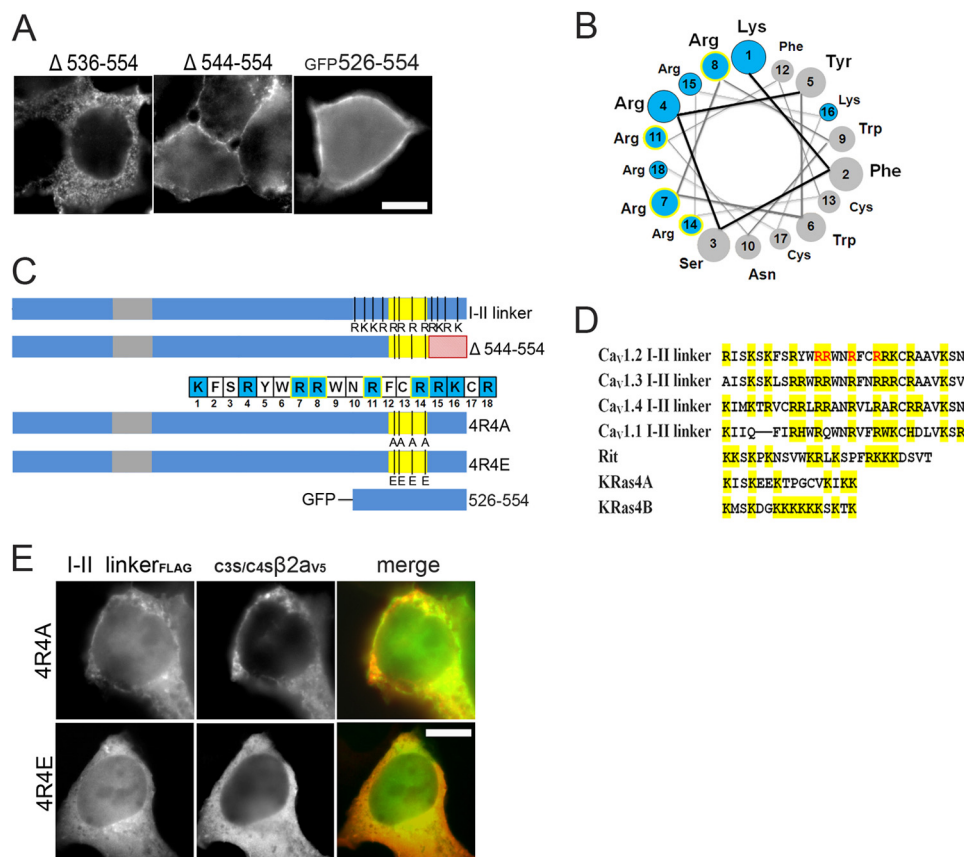 A
Δ 536-554
Δ 544-554
GFP526-554
B
Lys
Phe
Tyr
Lys
Trp
Phe
Cys
Trp
Cys
Asn
Ser
Arg
Arg
Arg
Arg
Arg
Arg
Arg
1
12
5
16
9
2
13
6
17
10
3
14
7
18
11
4
15
8
C
I-II linker
RKKRRRRRKRK
Δ 544-554
K F S R Y W R R W N R F C R R K C R
1 2 3 4 5 6 7 8 9 10 11 12 13 14 15 16 17 18
4R4A
AA A A
4R4E
EE E E
GFP
526-554
D
CaV1.2 I-II linker RISKSKFSRYWRRWNRFCRRKCRAAVKSN
CaV1.3 I-II linker AISKSKLSRRWRRWNRFNRRRCRAAVKSN
CaV1.4 I-II linker KIMKTRVCRRLRRANRVLRARCRRAVKSN
CaV1.1 I-II linker KIIQ—FIRHWRQWNRVFRWKCHDLVKSR
Rit KKSKPKNSVWKRLKSPFRKKKDSVT
KRas4A KISKEEKTPGCVKIKK
KRas4B KMSKDGKKKKKKSKTK
E
I-II linkerFLAG
C3S/C4Sβ2aV5
merge
4R4A
4R4E